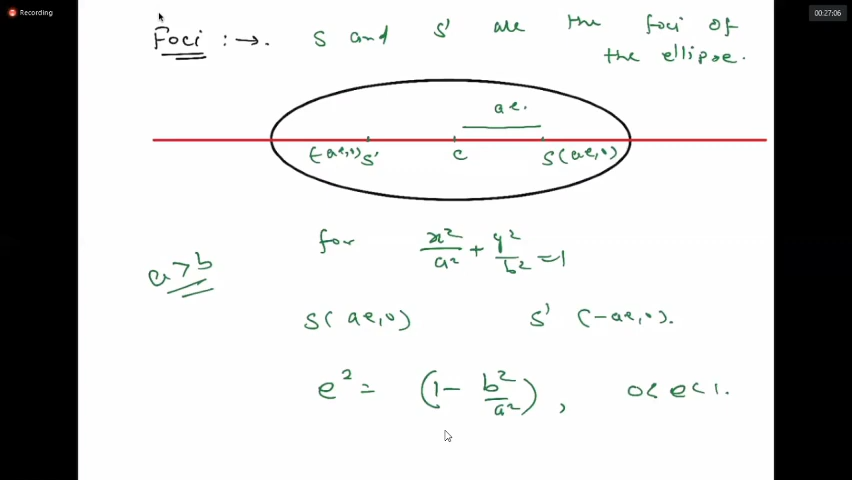 Recording
00:27:06
Foci :→. S and S' are the foci of
the ellipse.
ae.
(-ae,0) S' C S(ae,0)
for x²/a² + y²/b² = 1
a > b
S(ae,0) S' (-ae,0).
e² = (1 - b²/a²), 0 < e < 1.